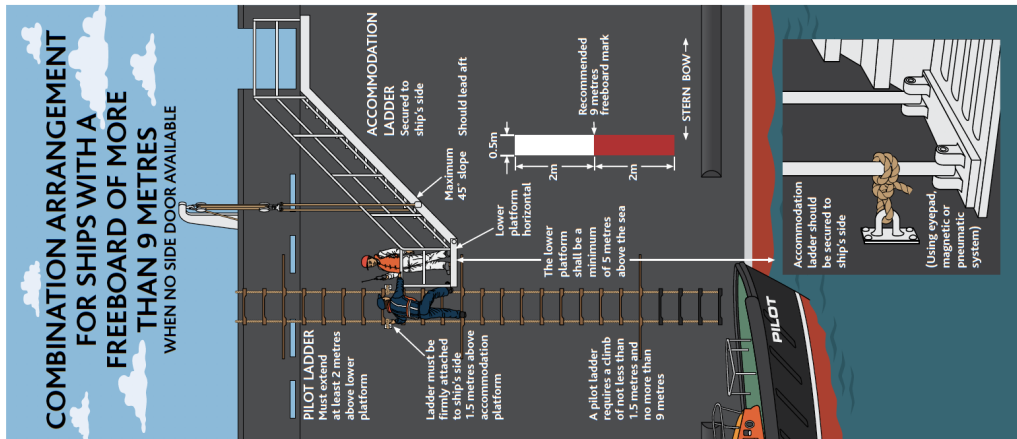 COMBINATION ARRANGEMENT
FOR SHIPS WITH A
FREEBOARD OF MORE
THAN 9 METRES
WHEN NO SIDE DOOR AVAILABLE
PILOT LADDER
Must extend
at least 2 metres
above lower
platform
Ladder must be
firmly attached
to ship's side
1.5 metres above
accommodation
platform
A pilot ladder
requires a climb
of not less than
1.5 metres and
no more than
9 metres
ACCOMMODATION
LADDER
Secured to
ship's side
Should lead aft
Maximum
45° slope
Lower
platform
horizontal
The lower
platform
shall be a
minimum
of 5 metres
above the sea
0.5m
2m
2m
Recommended
9 metres
freeboard mark
STERN BOW
PILOT
Accommodation
ladder should
be secured to
ship's side
(Using eyepad,
magnetic or
pneumatic
system)